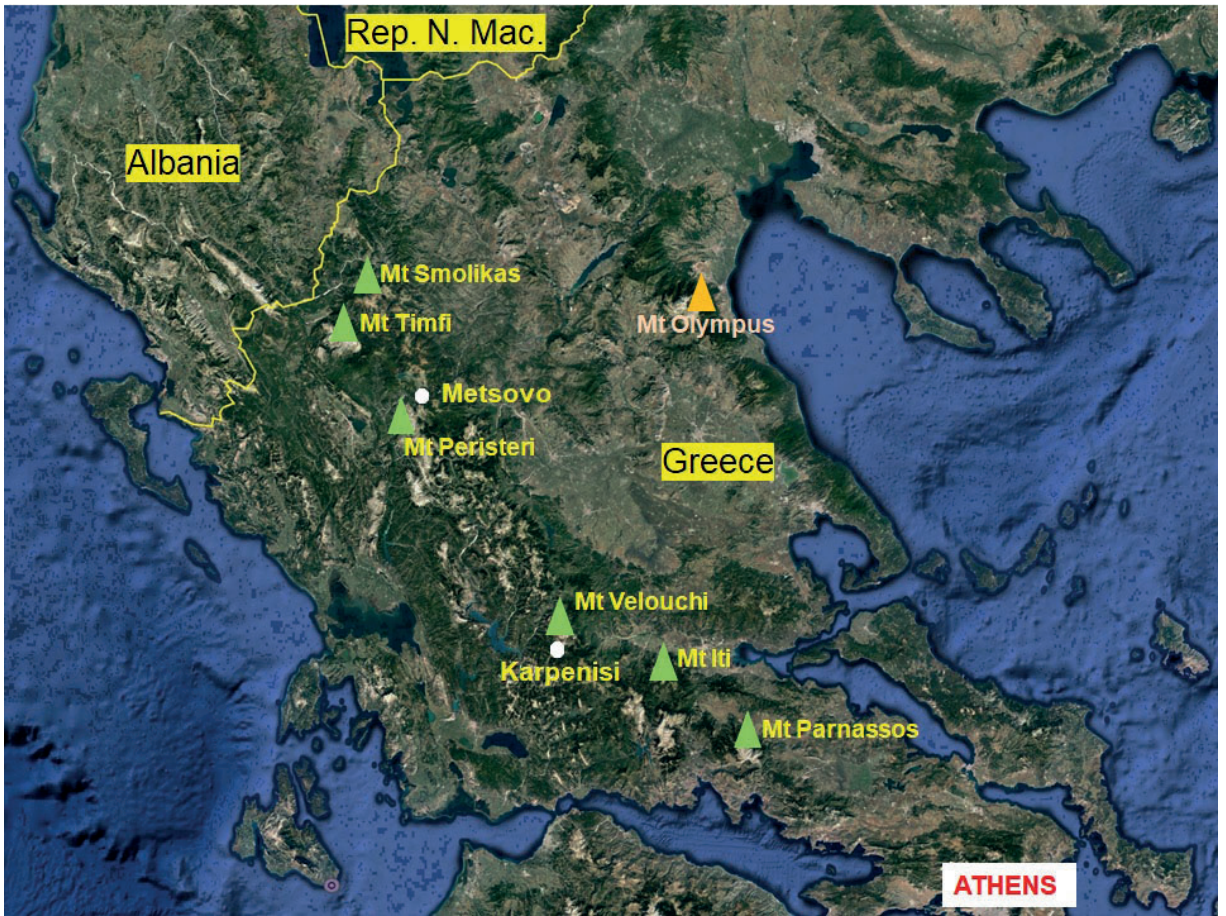 Rep. N. Mac.
Albania
Mt Smolikas
Mt Olympus
Mt Timfi
Metsovo
Mt Peristeri
Greece
Mt Velouchi
Mt Iti
Karpenisi
Mt Parnassos
ATHENS